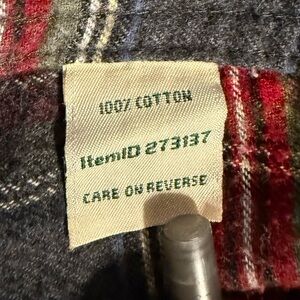 100% COTTON
ItemID 273137
CARE ON REVERSE